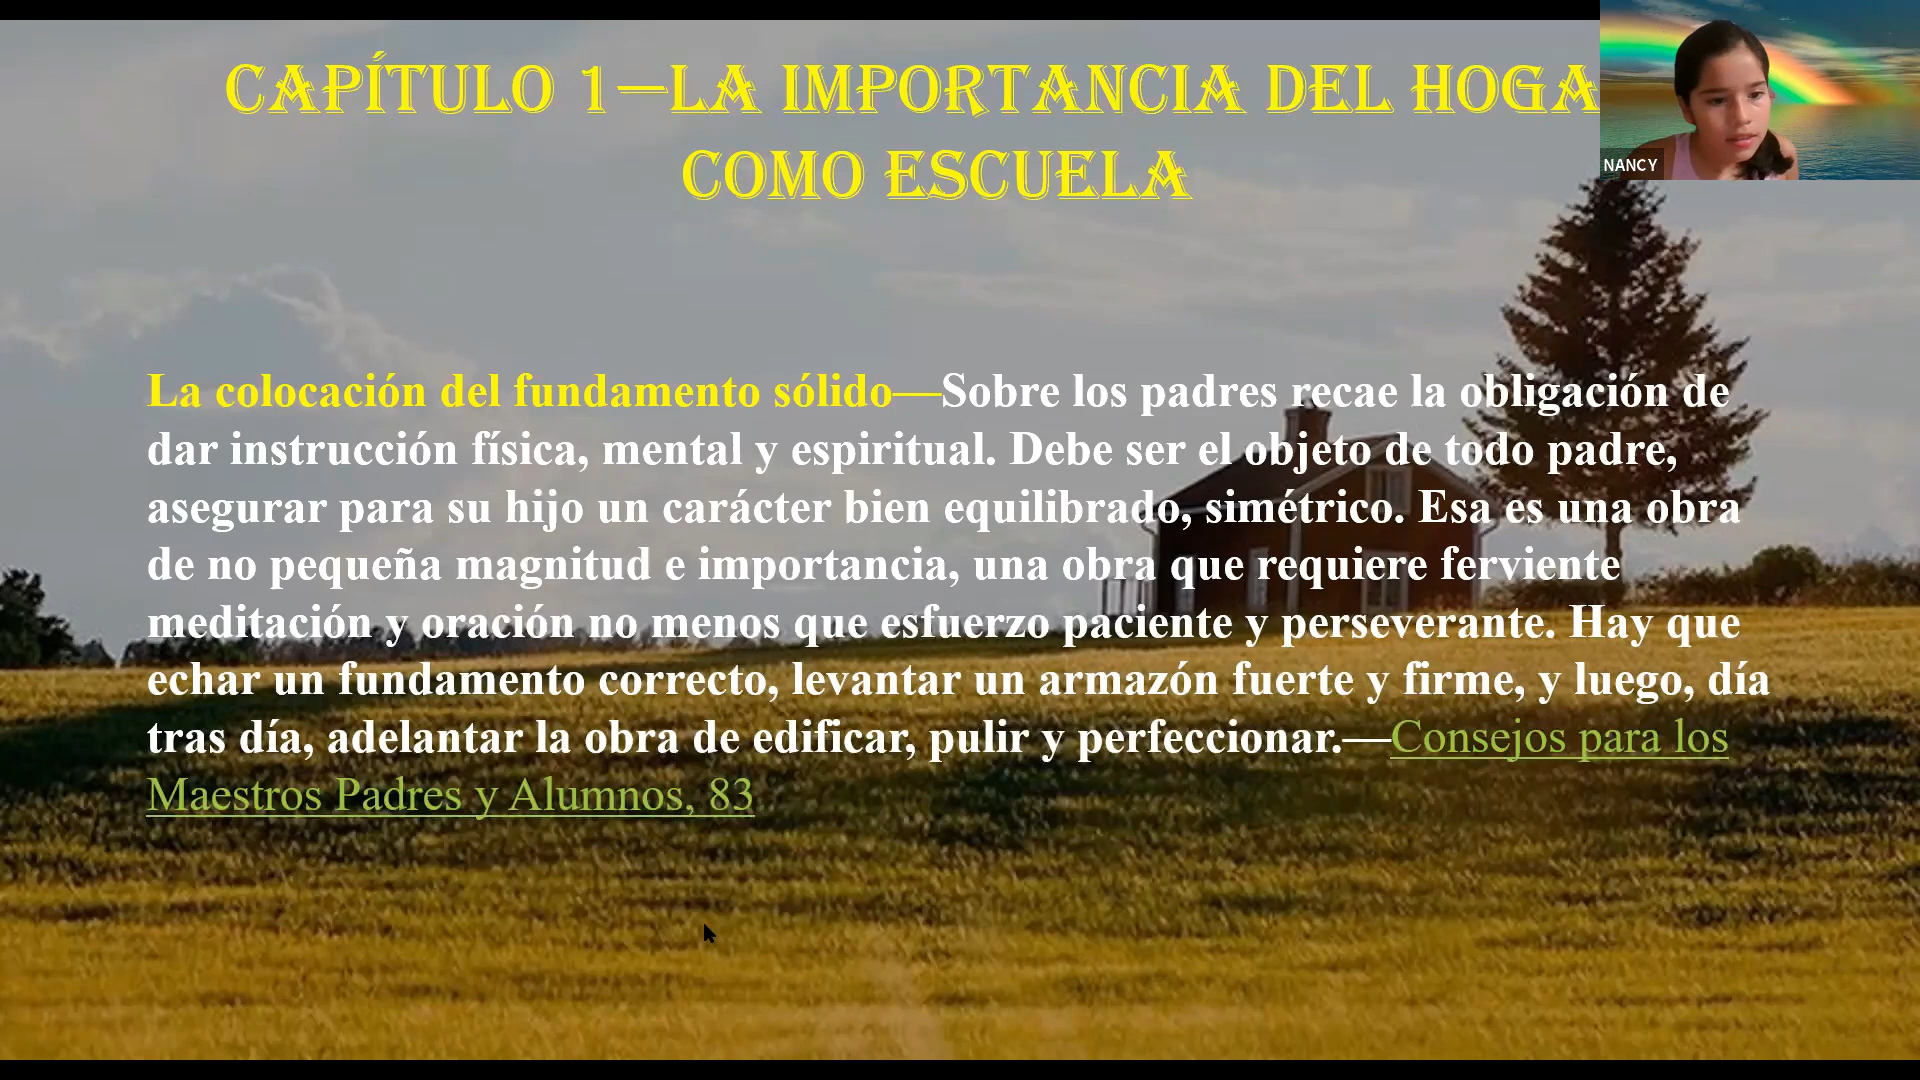 CAPÍTULO 1—LA IMPORTANCIA DEL HOGA
COMO ESCUELA
NANCY
La colocación del fundamento sólido—Sobre los padres recae la obligación de
dar instrucción física, mental y espiritual. Debe ser el objeto de todo padre,
asegurar para su hijo un carácter bien equilibrado, simétrico. Esa es una obra
de no pequeña magnitud e importancia, una obra que requiere ferviente
meditación y oración no menos que esfuerzo paciente y perseverante. Hay que
echar un fundamento correcto, levantar un armazón fuerte y firme, y luego, día
tras día, adelantar la obra de edificar, pulir y perfeccionar.—Consejos para los
Maestros Padres y Alumnos, 83